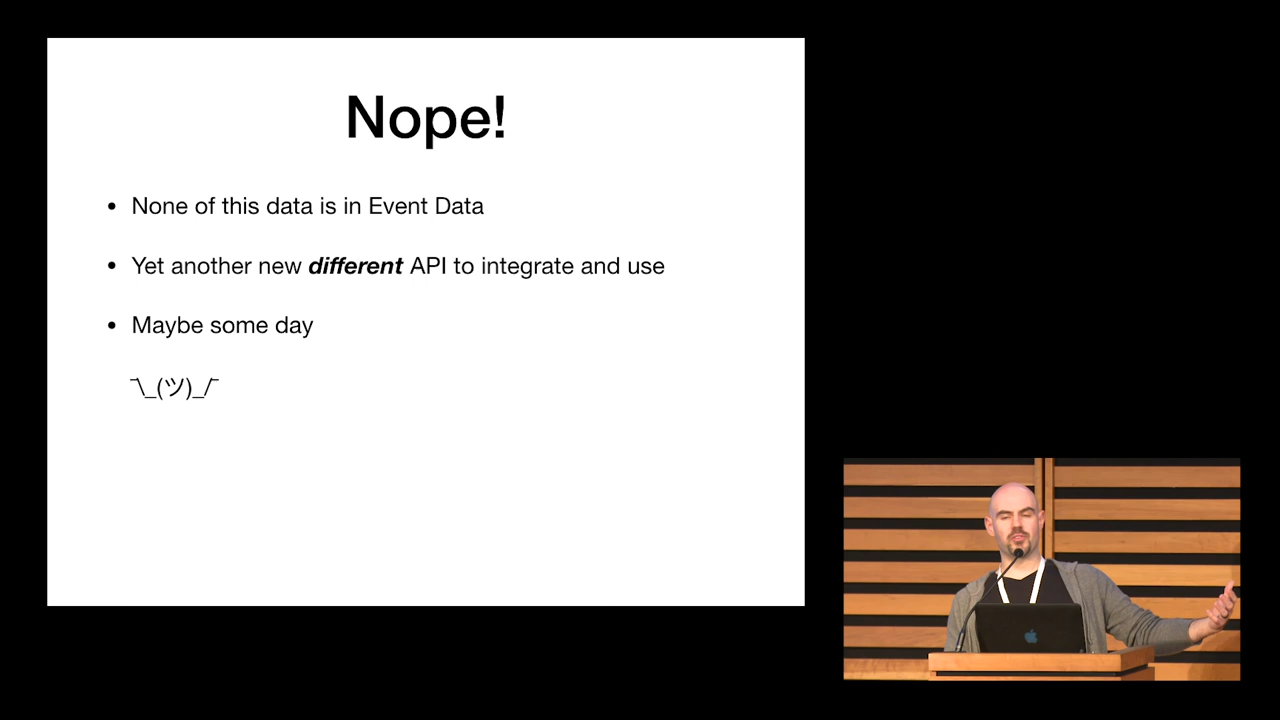 Nope!
• None of this data is in Event Data
• Yet another new different API to integrate and use
• Maybe some day
¯\_(ツ)_/¯